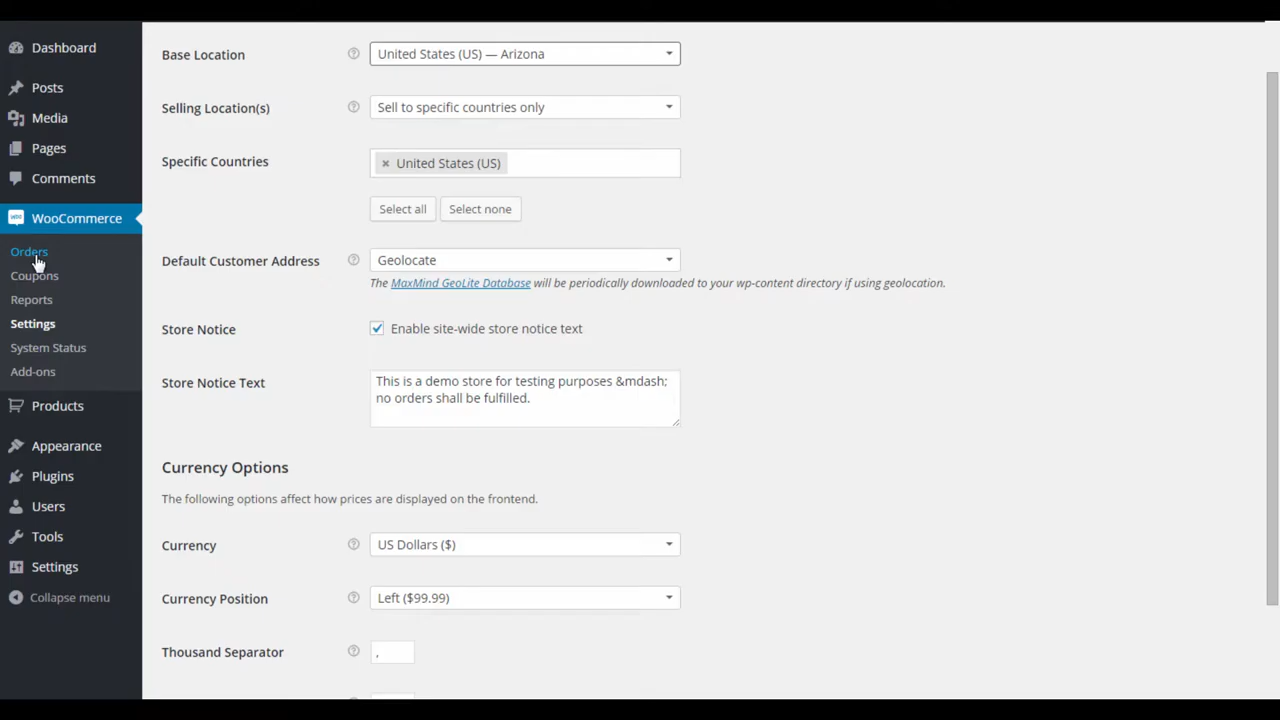 Dashboard
Posts
Media
Pages
Comments
WooCommerce
Orders
Coupons
Reports
Settings
System Status
Add-ons
Products
Appearance
Plugins
Users
Tools
Settings
Collapse menu
Base Location ? United States (US) — Arizona
Selling Location(s) ? Sell to specific countries only
Specific Countries × United States (US)
Select all Select none
Default Customer Address ? Geolocate
The MaxMind GeoLite Database will be periodically downloaded to your wp-content directory if using geolocation.
Store Notice Enable site-wide store notice text
Store Notice Text
This is a demo store for testing purposes &mdash;
no orders shall be fulfilled.
Currency Options
The following options affect how prices are displayed on the frontend.
Currency ? US Dollars ($)
Currency Position ? Left ($99.99)
Thousand Separator ? ,